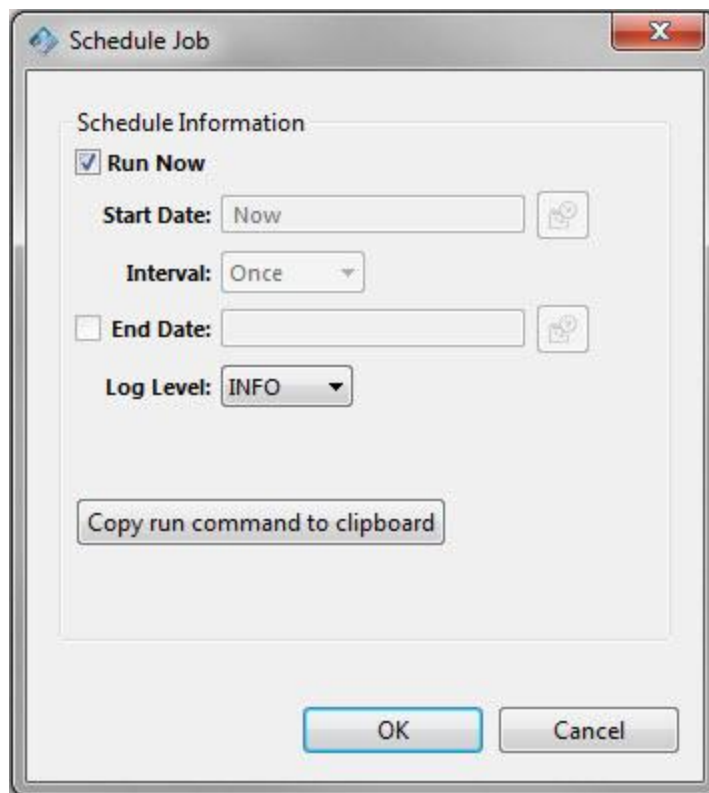 Schedule Job
Schedule Information
Run Now
Start Date: Now
Interval: Once
End Date:
Log Level: INFO
Copy run command to clipboard
OK Cancel